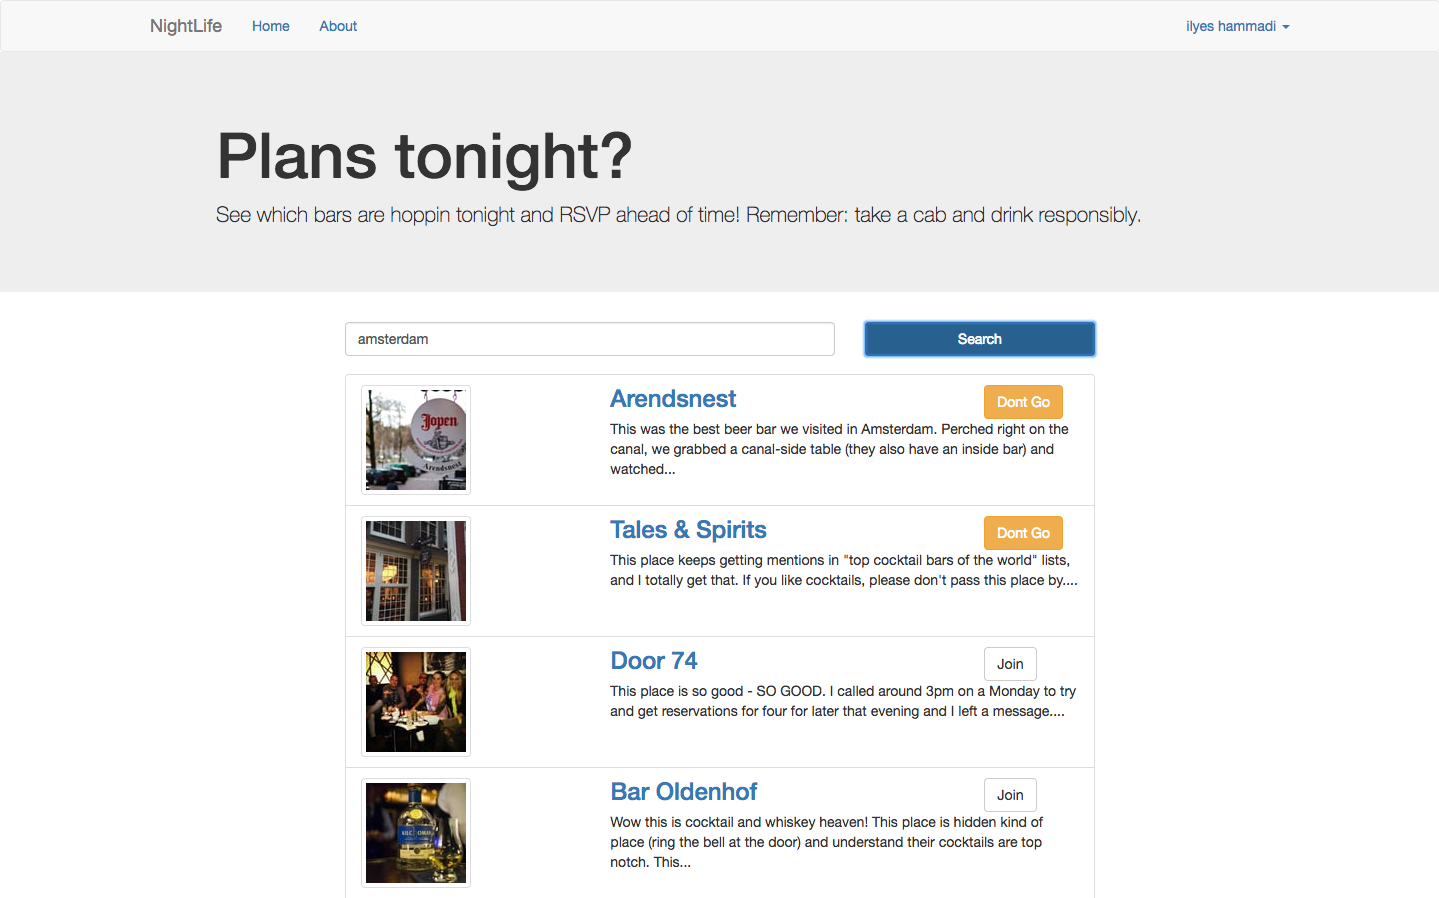 NightLife Home About ilyes hammadi
Plans tonight?
See which bars are hoppin tonight and RSVP ahead of time! Remember: take a cab and drink responsibly.
amsterdam Search
Jopen
Arendsnest
Arendsnest Dont Go
This was the best beer bar we visited in Amsterdam. Perched right on the
canal, we grabbed a canal-side table (they also have an inside bar) and
watched...
Tales & Spirits Dont Go
This place keeps getting mentions in "top cocktail bars of the world" lists,
and I totally get that. If you like cocktails, please don't pass this place by....
Door 74 Join
This place is so good - SO GOOD. I called around 3pm on a Monday to try
and get reservations for four for later that evening and I left a message....
Bar Oldenhof Join
Wow this is cocktail and whiskey heaven! This place is hidden kind of
place (ring the bell at the door) and understand their cocktails are top
notch. This...